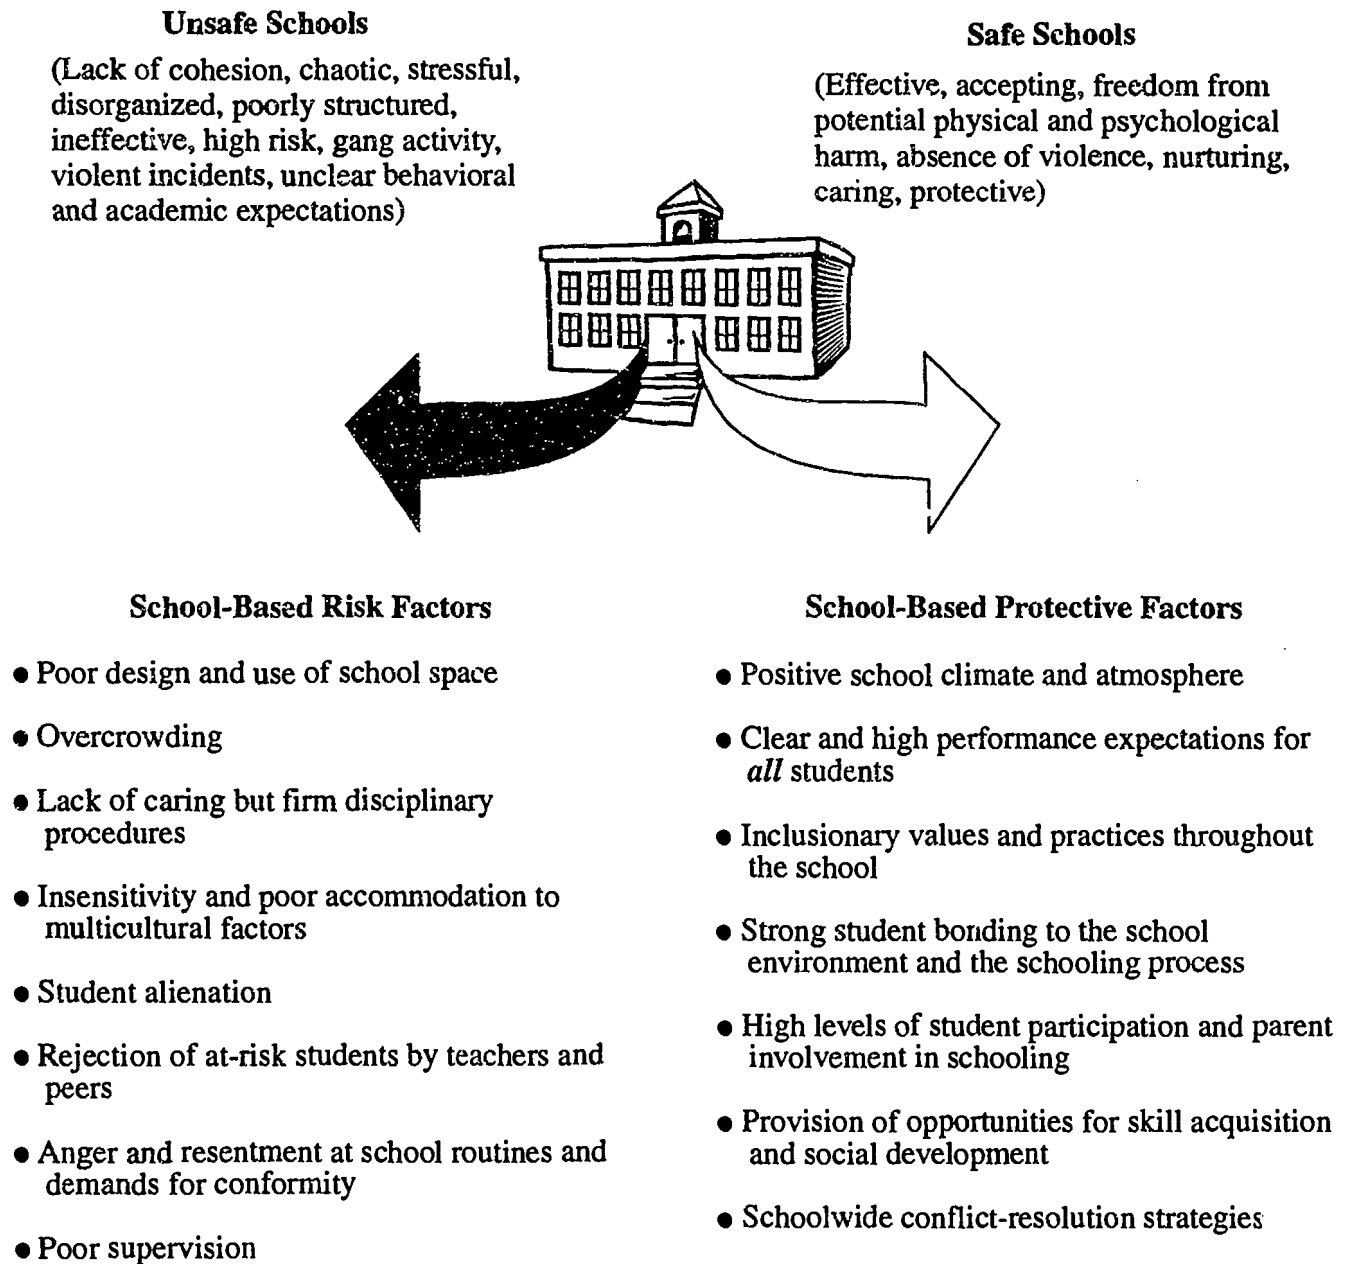 Unsafe Schools
(Lack of cohesion, chaotic, stressful,
disorganized, poorly structured,
ineffective, high risk, gang activity,
violent incidents, unclear behavioral
and academic expectations)
Safe Schools
(Effective, accepting, freedom from
potential physical and psychological
harm, absence of violence, nurturing,
caring, protective)
School-Based Risk Factors
● Poor design and use of school space
● Overcrowding
● Lack of caring but firm disciplinary
procedures
● Insensitivity and poor accommodation to
multicultural factors
● Student alienation
● Rejection of at-risk students by teachers and
peers
● Anger and resentment at school routines and
demands for conformity
● Poor supervision
School-Based Protective Factors
● Positive school climate and atmosphere
● Clear and high performance expectations for
all students
● Inclusionary values and practices throughout
the school
● Strong student bonding to the school
environment and the schooling process
● High levels of student participation and parent
involvement in schooling
● Provision of opportunities for skill acquisition
and social development
● Schoolwide conflict-resolution strategies